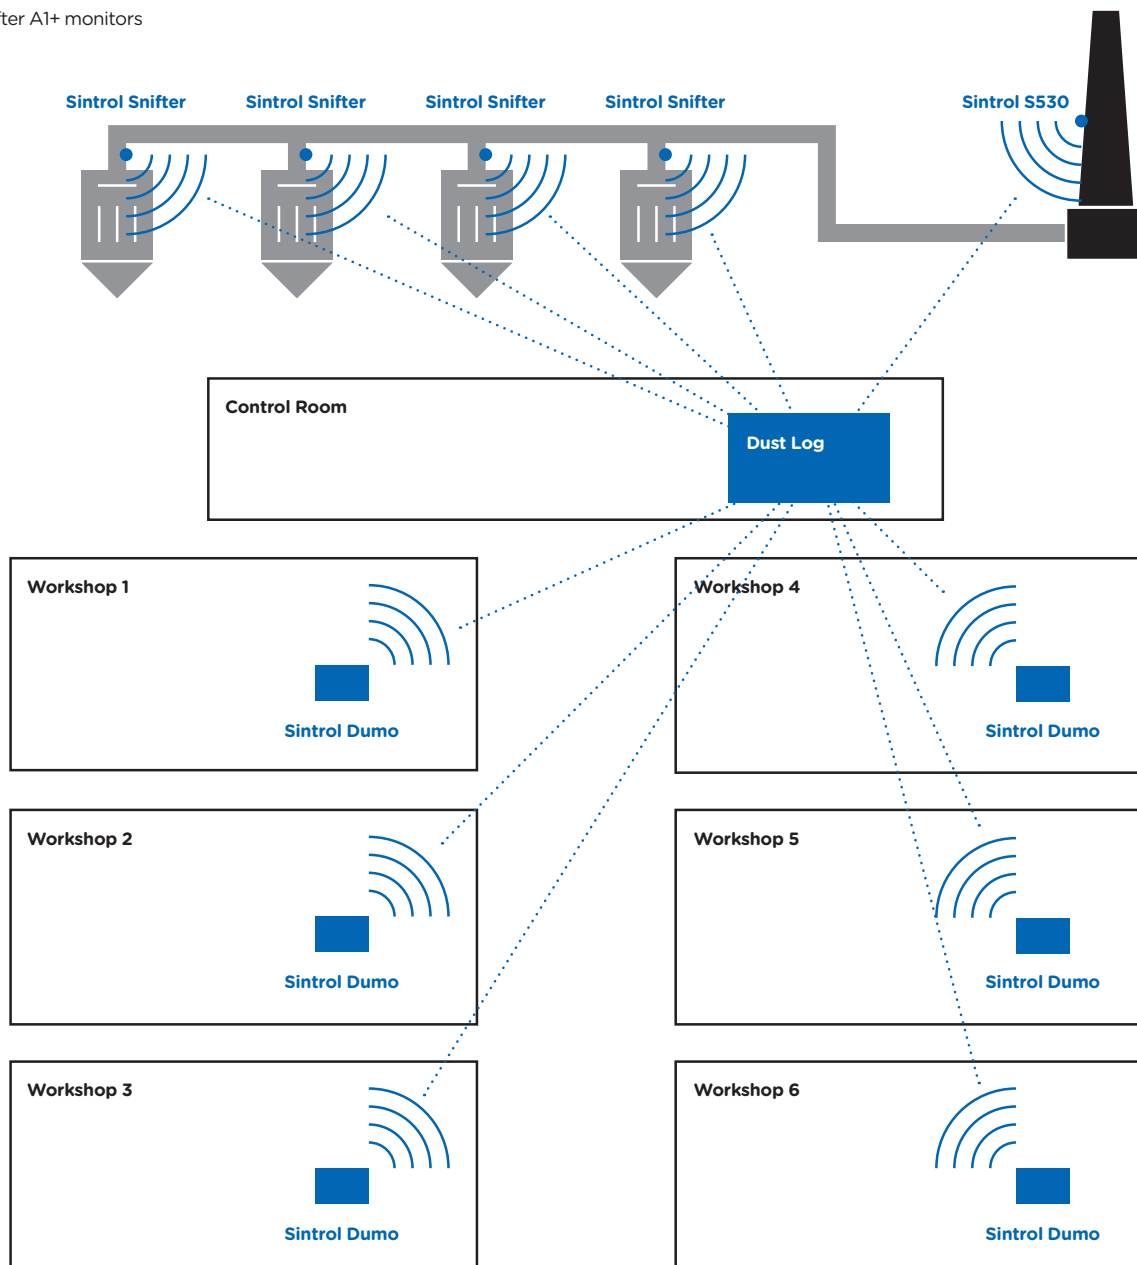 A1+ monitors
Sintrol Snifter
Sintrol Snifter
Sintrol Snifter
Sintrol Snifter
Sintrol S530
Control Room
Dust Log
Workshop 1
Sintrol Dumo
Workshop 4
Sintrol Dumo
Workshop 2
Sintrol Dumo
Workshop 5
Sintrol Dumo
Workshop 3
Sintrol Dumo
Workshop 6
Sintrol Dumo